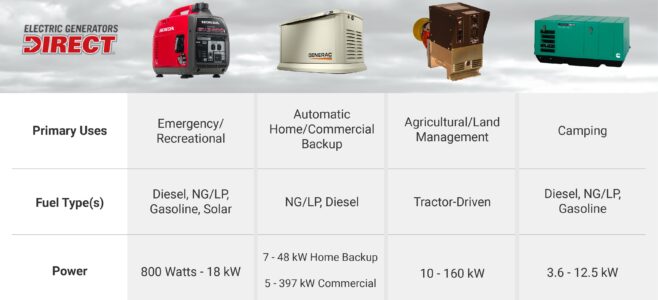 ELECTRIC GENERATORS
DIRECT
HONDA
GENERAC
Primary Uses
Emergency/
Recreational
Automatic
Home/Commercial
Backup
Agricultural/Land
Management
Camping
Fuel Type(s)
Diesel, NG/LP,
Gasoline, Solar
NG/LP, Diesel
Tractor-Driven
Diesel, NG/LP,
Gasoline
Power
800 Watts - 18 kW
7 - 48 kW Home Backup
5 - 397 kW Commercial
10 - 160 kW
3.6 - 12.5 kW